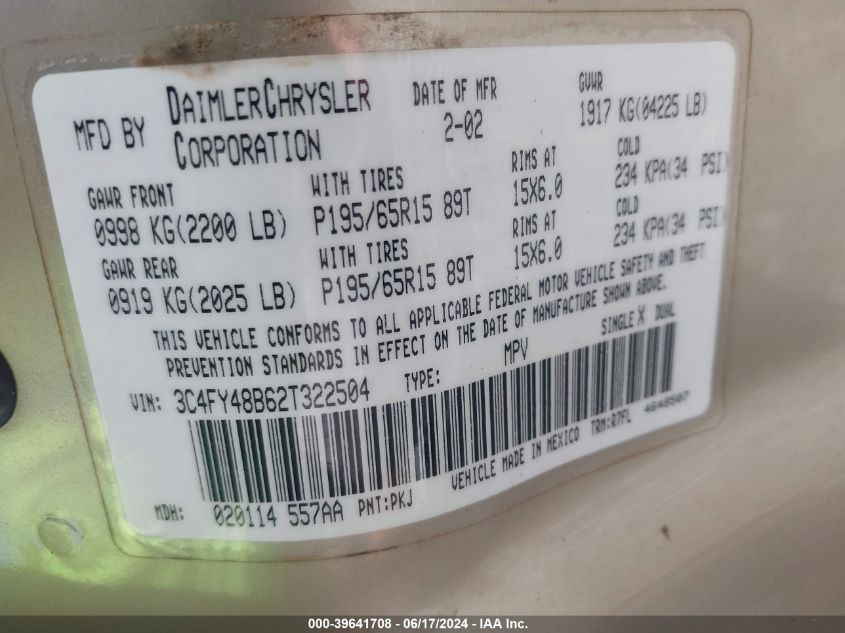 MFD BY DAIMLERCHRYSLER CORPORATION
DATE OF MFR 2-02
GVWR 1917 KG(04225 LB)
GAWR FRONT WITH TIRES RIMS AT COLD
0998 KG(2200 LB) P195/65R15 89T 15X6.0 234 KPA(34 PSI)
GAWR REAR WITH TIRES RIMS AT COLD
0919 KG(2025 LB) P195/65R15 89T 15X6.0 234 KPA(34 PSI)
THIS VEHICLE CONFORMS TO ALL APPLICABLE FEDERAL MOTOR VEHICLE SAFETY AND THEFT
PREVENTION STANDARDS IN EFFECT ON THE DATE OF MANUFACTURE SHOWN ABOVE.
VIN: 3C4FY48B62T322504 TYPE: MPV SINGLE X DUAL
MDH: 020114 557AA PNT:PKJ VEHICLE MADE IN MEXICO TRM:R7FL 4648507
000-39641708 - 06/17/2024 - IAA Inc.